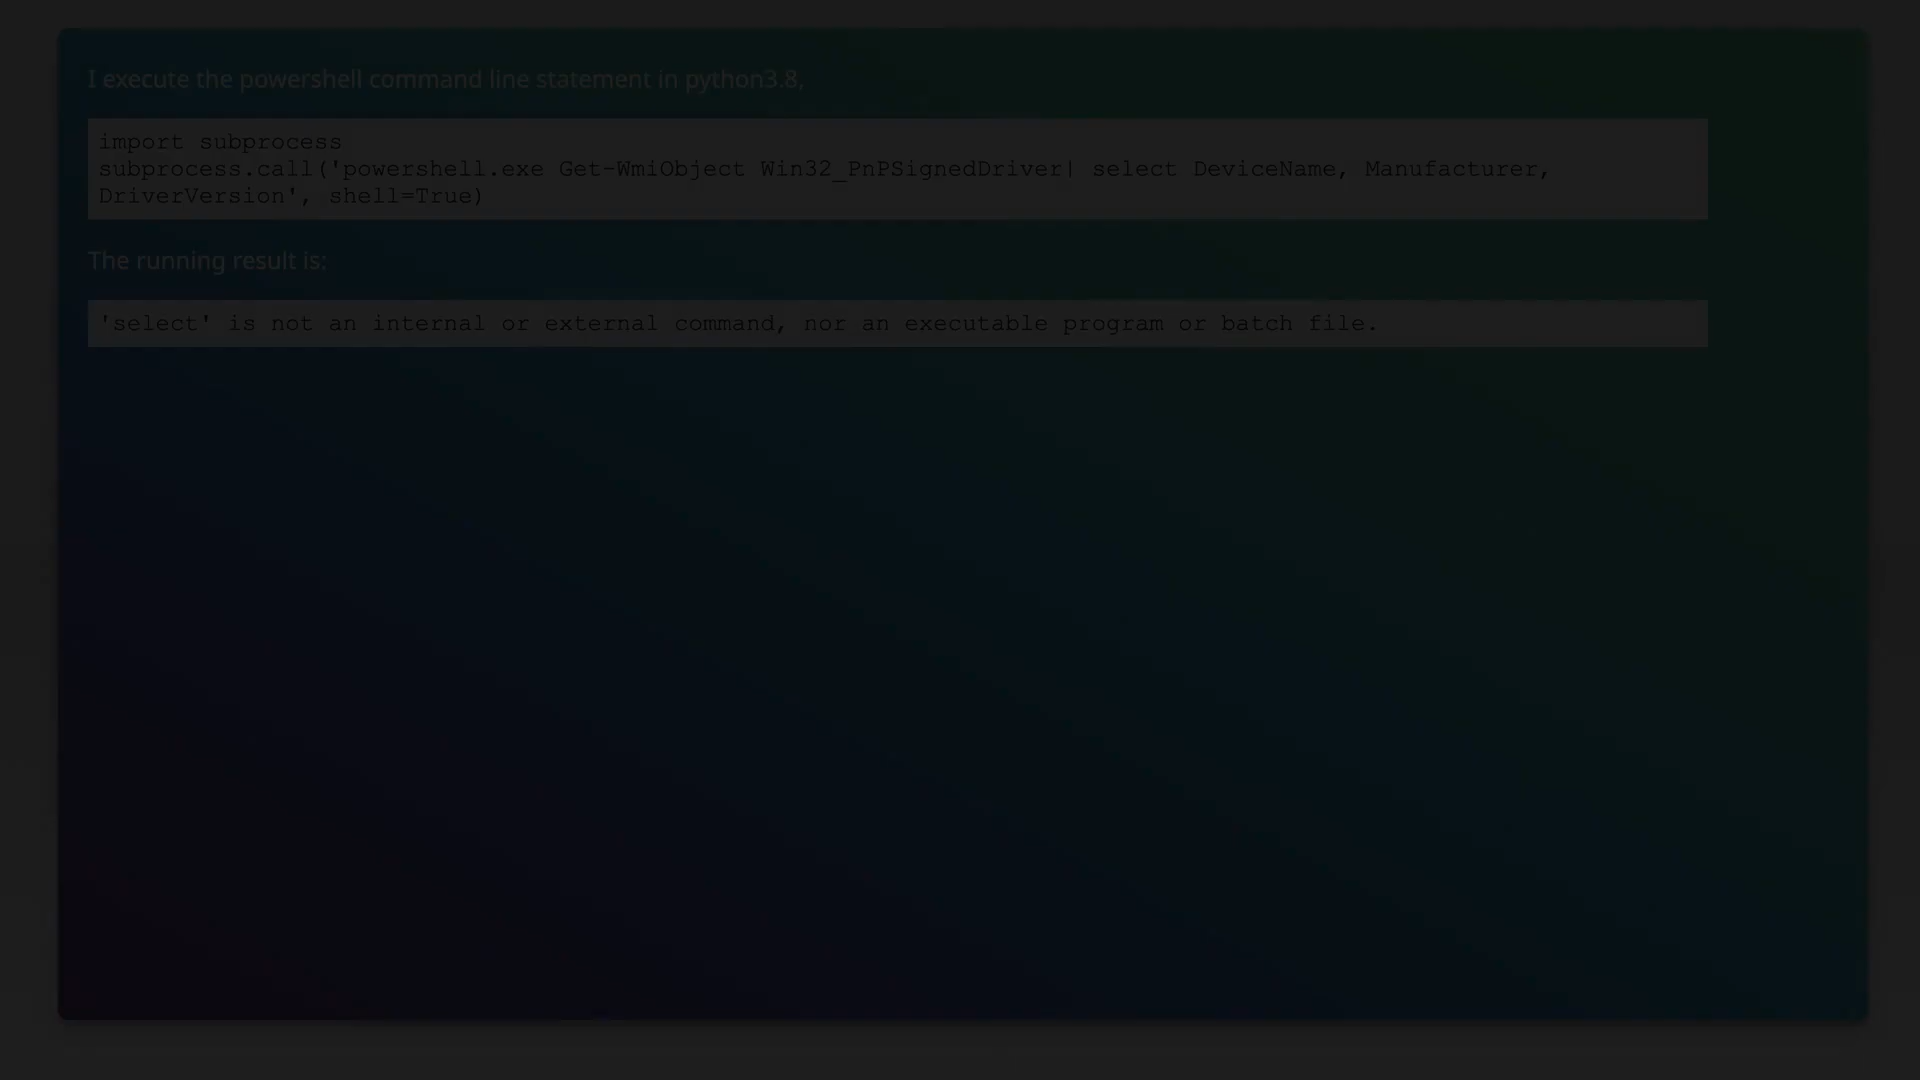 I execute the powershell command line statement in python3.8,
import subprocess
subprocess.call('powershell.exe Get-WmiObject Win32_PnPSignedDriver| select DeviceName, Manufacturer,
DriverVersion', shell=True)
The running result is:
'select' is not an internal or external command, nor an executable program or batch file.